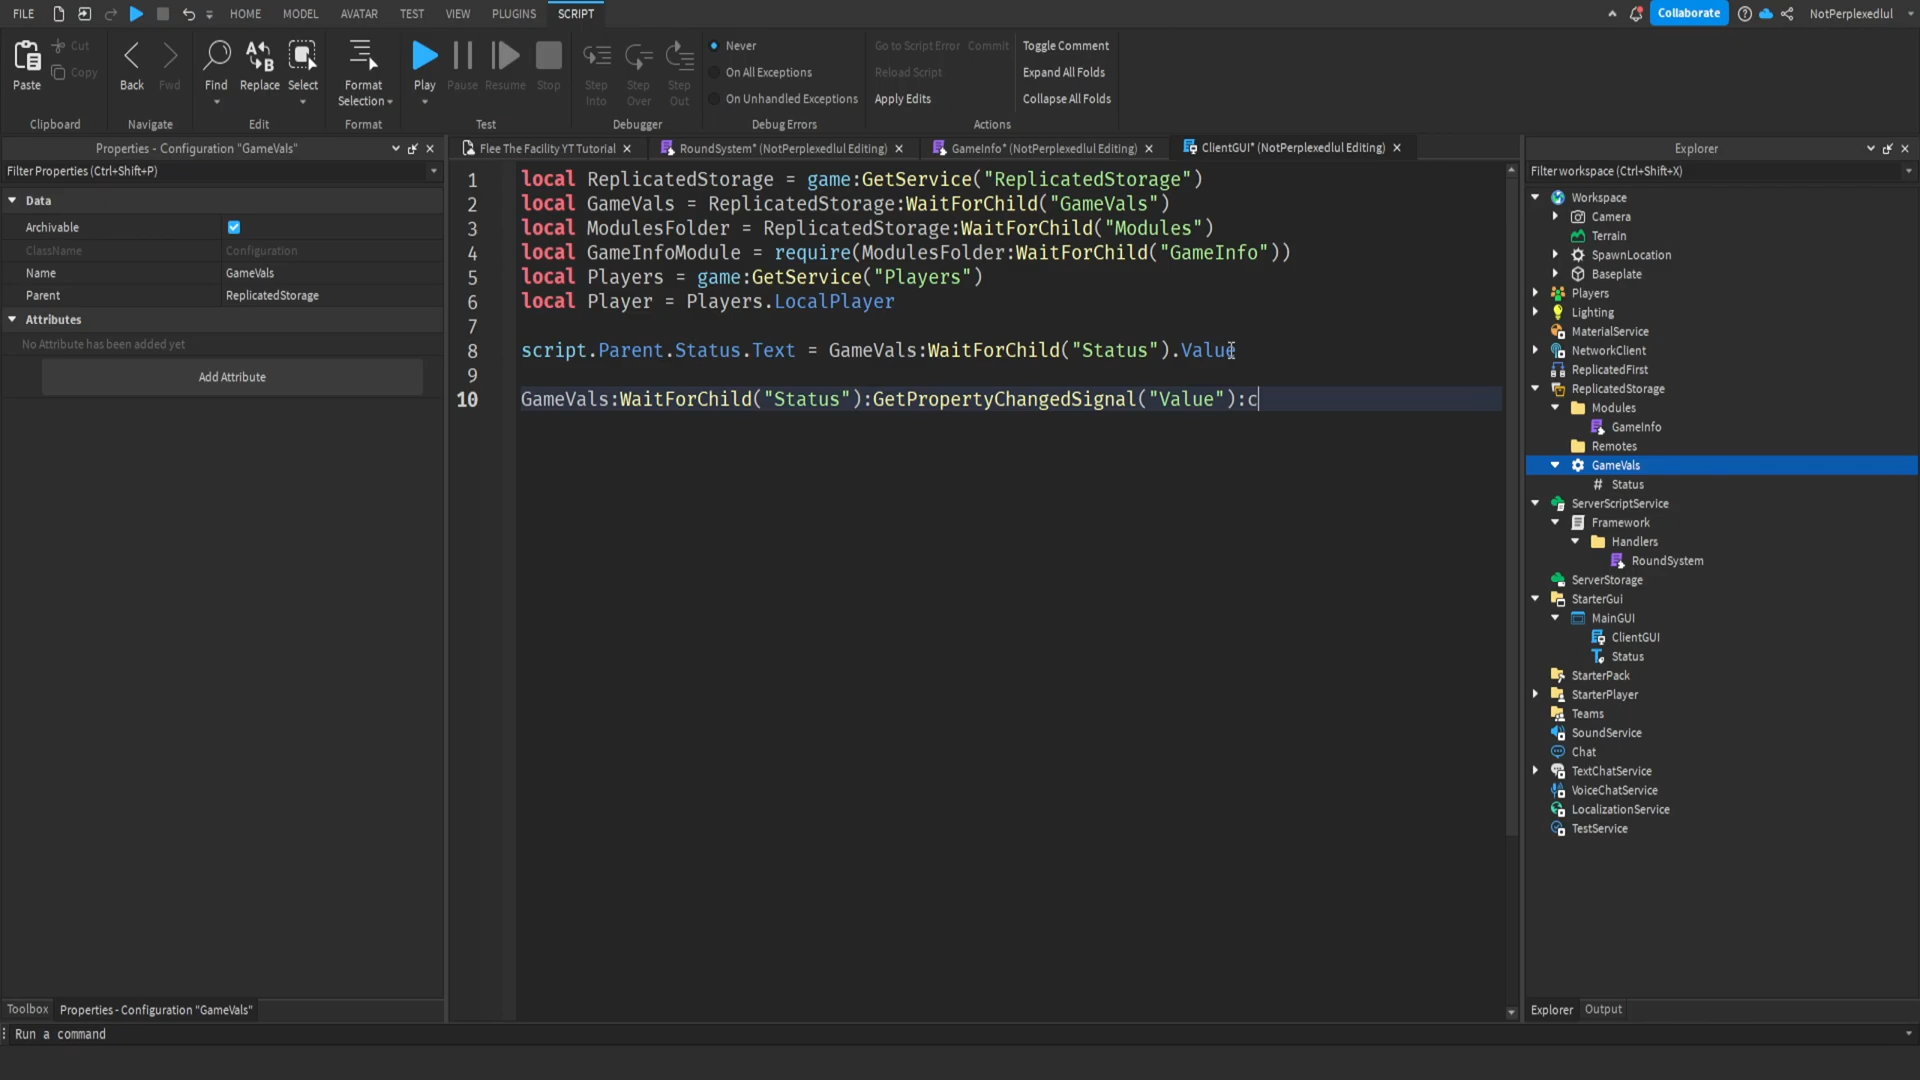 FILE HOME MODEL AVATAR TEST VIEW PLUGINS SCRIPT Collaborate NotPerplexedlul
Paste Cut Copy
Clipboard
Back Fwd
Navigate
Find Replace Select
Edit
Format Selection
Format
Play Pause Resume Stop
Test
Step Into Step Over Step Out
Debugger
Never
On All Exceptions
On Unhandled Exceptions
Debug Errors
Go to Script Error Commit Toggle Comment
Reload Script Expand All Folds
Apply Edits Collapse All Folds
Actions
Properties - Configuration "GameVals"
Filter Properties (Ctrl+Shift+P)
Data
Archivable
ClassName Configuration
Name GameVals
Parent ReplicatedStorage
Attributes
No Attribute has been added yet
Add Attribute
Toolbox Properties - Configuration "GameVals"
Run a command
Flee The Facility YT Tutorial RoundSystem* (NotPerplexedlul Editing) GameInfo* (NotPerplexedlul Editing) ClientGUI* (NotPerplexedlul Editing)
1 local ReplicatedStorage = game:GetService("ReplicatedStorage")
2 local GameVals = ReplicatedStorage:WaitForChild("GameVals")
3 local ModulesFolder = ReplicatedStorage:WaitForChild("Modules")
4 local GameInfoModule = require(ModulesFolder:WaitForChild("GameInfo"))
5 local Players = game:GetService("Players")
6 local Player = Players.LocalPlayer
7
8 script.Parent.Status.Text = GameVals:WaitForChild("Status").Value
9
10 GameVals:WaitForChild("Status"):GetPropertyChangedSignal("Value"):c
Explorer
Filter workspace (Ctrl+Shift+X)
Workspace
Camera
Terrain
SpawnLocation
Baseplate
Players
Lighting
MaterialService
NetworkClient
ReplicatedFirst
ReplicatedStorage
Modules
GameInfo
Remotes
GameVals
# Status
ServerScriptService
Framework
Handlers
RoundSystem
ServerStorage
StarterGui
MainGUI
ClientGUI
Status
StarterPack
StarterPlayer
Teams
SoundService
Chat
TextChatService
VoiceChatService
LocalizationService
TestService
Explorer Output